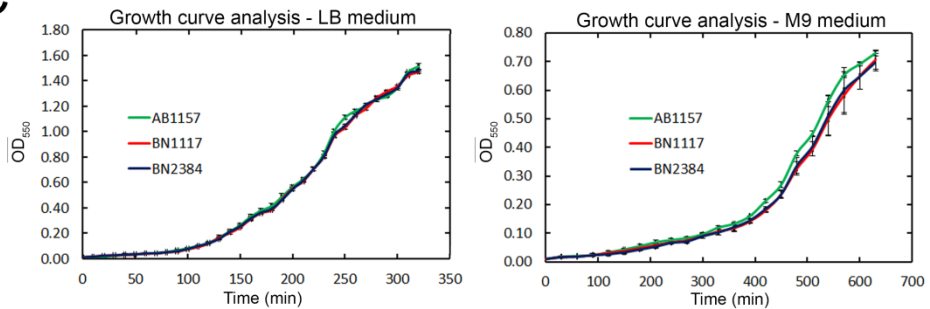 Growth curve analysis - LB medium
1.80
1.60
1.40
1.20
1.00
0.80
0.60
0.40
0.20
0.00
OD550
AB1157
BN1117
BN2384
0 50 100 150 200 250 300 350
Time (min)
Growth curve analysis - M9 medium
0.80
0.70
0.60
0.50
0.40
0.30
0.20
0.10
0.00
OD550
AB1157
BN1117
BN2384
0 100 200 300 400 500 600 700
Time (min)